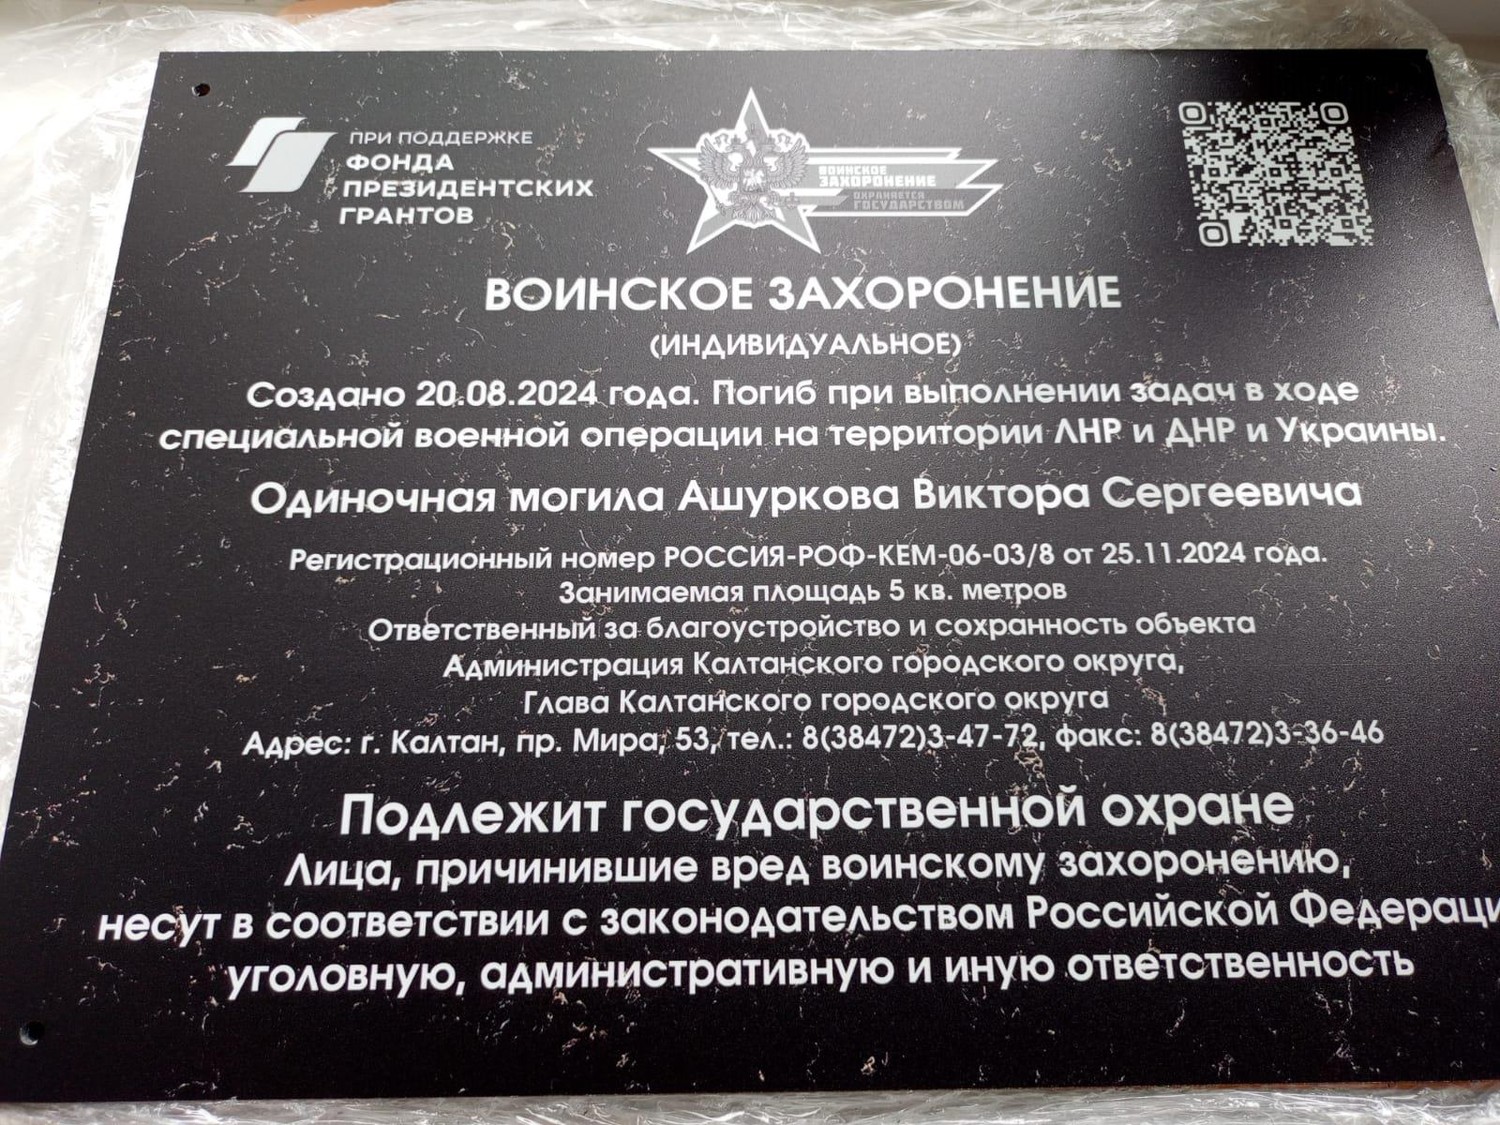 ПРИ ПОДДЕРЖКЕ
ФОНДА
ПРЕЗИДЕНТСКИХ
ГРАНТОВ
ВОИНСКОЕ
ЗАХОРОНЕНИЕ
ОХРАНЯЕТСЯ
ГОСУДАРСТВОМ
ВОИНСКОЕ ЗАХОРОНЕНИЕ
(ИНДИВИДУАЛЬНОЕ)
Создано 20.08.2024 года. Погиб при выполнении задач в ходе
специальной военной операции на территории ЛНР и ДНР и Украины.
Одиночная могила Ашуркова Виктора Сергеевича
Регистрационный номер РОССИЯ-РОФ-КЕМ-06-03/8 от 25.11.2024 года.
Занимаемая площадь 5 кв. метров
Ответственный за благоустройство и сохранность объекта
Администрация Калтанского городского округа,
Глава Калтанского городского округа
Адрес: г. Калтан, пр. Мира, 53, тел.: 8(38472)3-47-72, факс: 8(38472)3-36-46
Подлежит государственной охране
Лица, причинившие вред воинскому захоронению,
несут в соответствии с законодательством Российской Федераци
уголовную, административную и иную ответственность